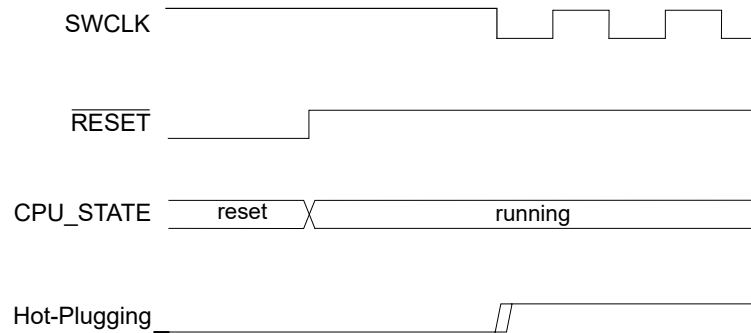 SWCLK
RESET
CPU_STATE
reset
running
Hot-Plugging